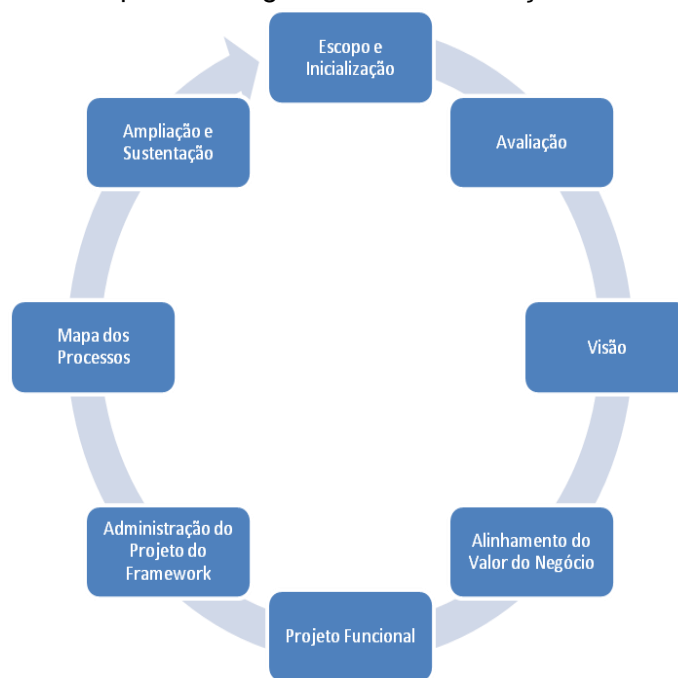 Escopo e
Inicialização
Avaliação
Visão
Alinhamento do
Valor do Negócio
Projeto Funcional
Administração do
Projeto do
Framework
Mapa dos
Processos
Ampliação e
Sustentação